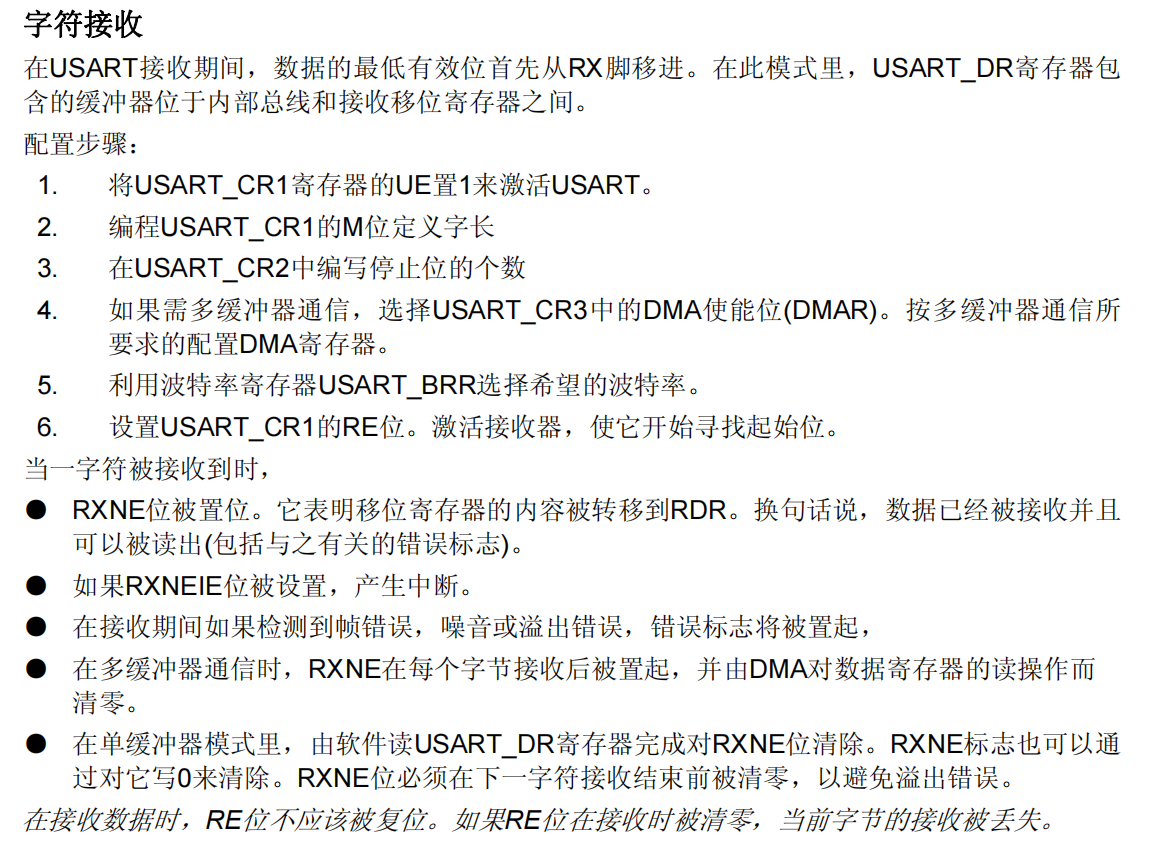 字符接收
在USART接收期间，数据的最低有效位首先从RX脚移进。在此模式里，USART_DR寄存器包
含的缓冲器位于内部总线和接收移位寄存器之间。
配置步骤：
1. 将USART_CR1寄存器的UE置1来激活USART。
2. 编程USART_CR1的M位定义字长
3. 在USART_CR2中编写停止位的个数
4. 如果需多缓冲器通信，选择USART_CR3中的DMA使能位(DMAR)。按多缓冲器通信所
要求的配置DMA寄存器。
5. 利用波特率寄存器USART_BRR选择希望的波特率。
6. 设置USART_CR1的RE位。激活接收器，使它开始寻找起始位。
当一字符被接收到时，
● RXNE位被置位。它表明移位寄存器的内容被转移到RDR。换句话说，数据已经被接收并且
可以被读出(包括与之有关的错误标志)。
● 如果RXNEIE位被设置，产生中断。
● 在接收期间如果检测到帧错误，噪音或溢出错误，错误标志将被置起，
● 在多缓冲器通信时，RXNE在每个字节接收后被置起，并由DMA对数据寄存器的读操作而
清零。
● 在单缓冲器模式里，由软件读USART_DR寄存器完成对RXNE位清除。RXNE标志也可以通
过对它写0来清除。RXNE位必须在下一字符接收结束前被清零，以避免溢出错误。
在接收数据时，RE位不应该被复位。如果RE位在接收时被清零，当前字节的接收被丢失。